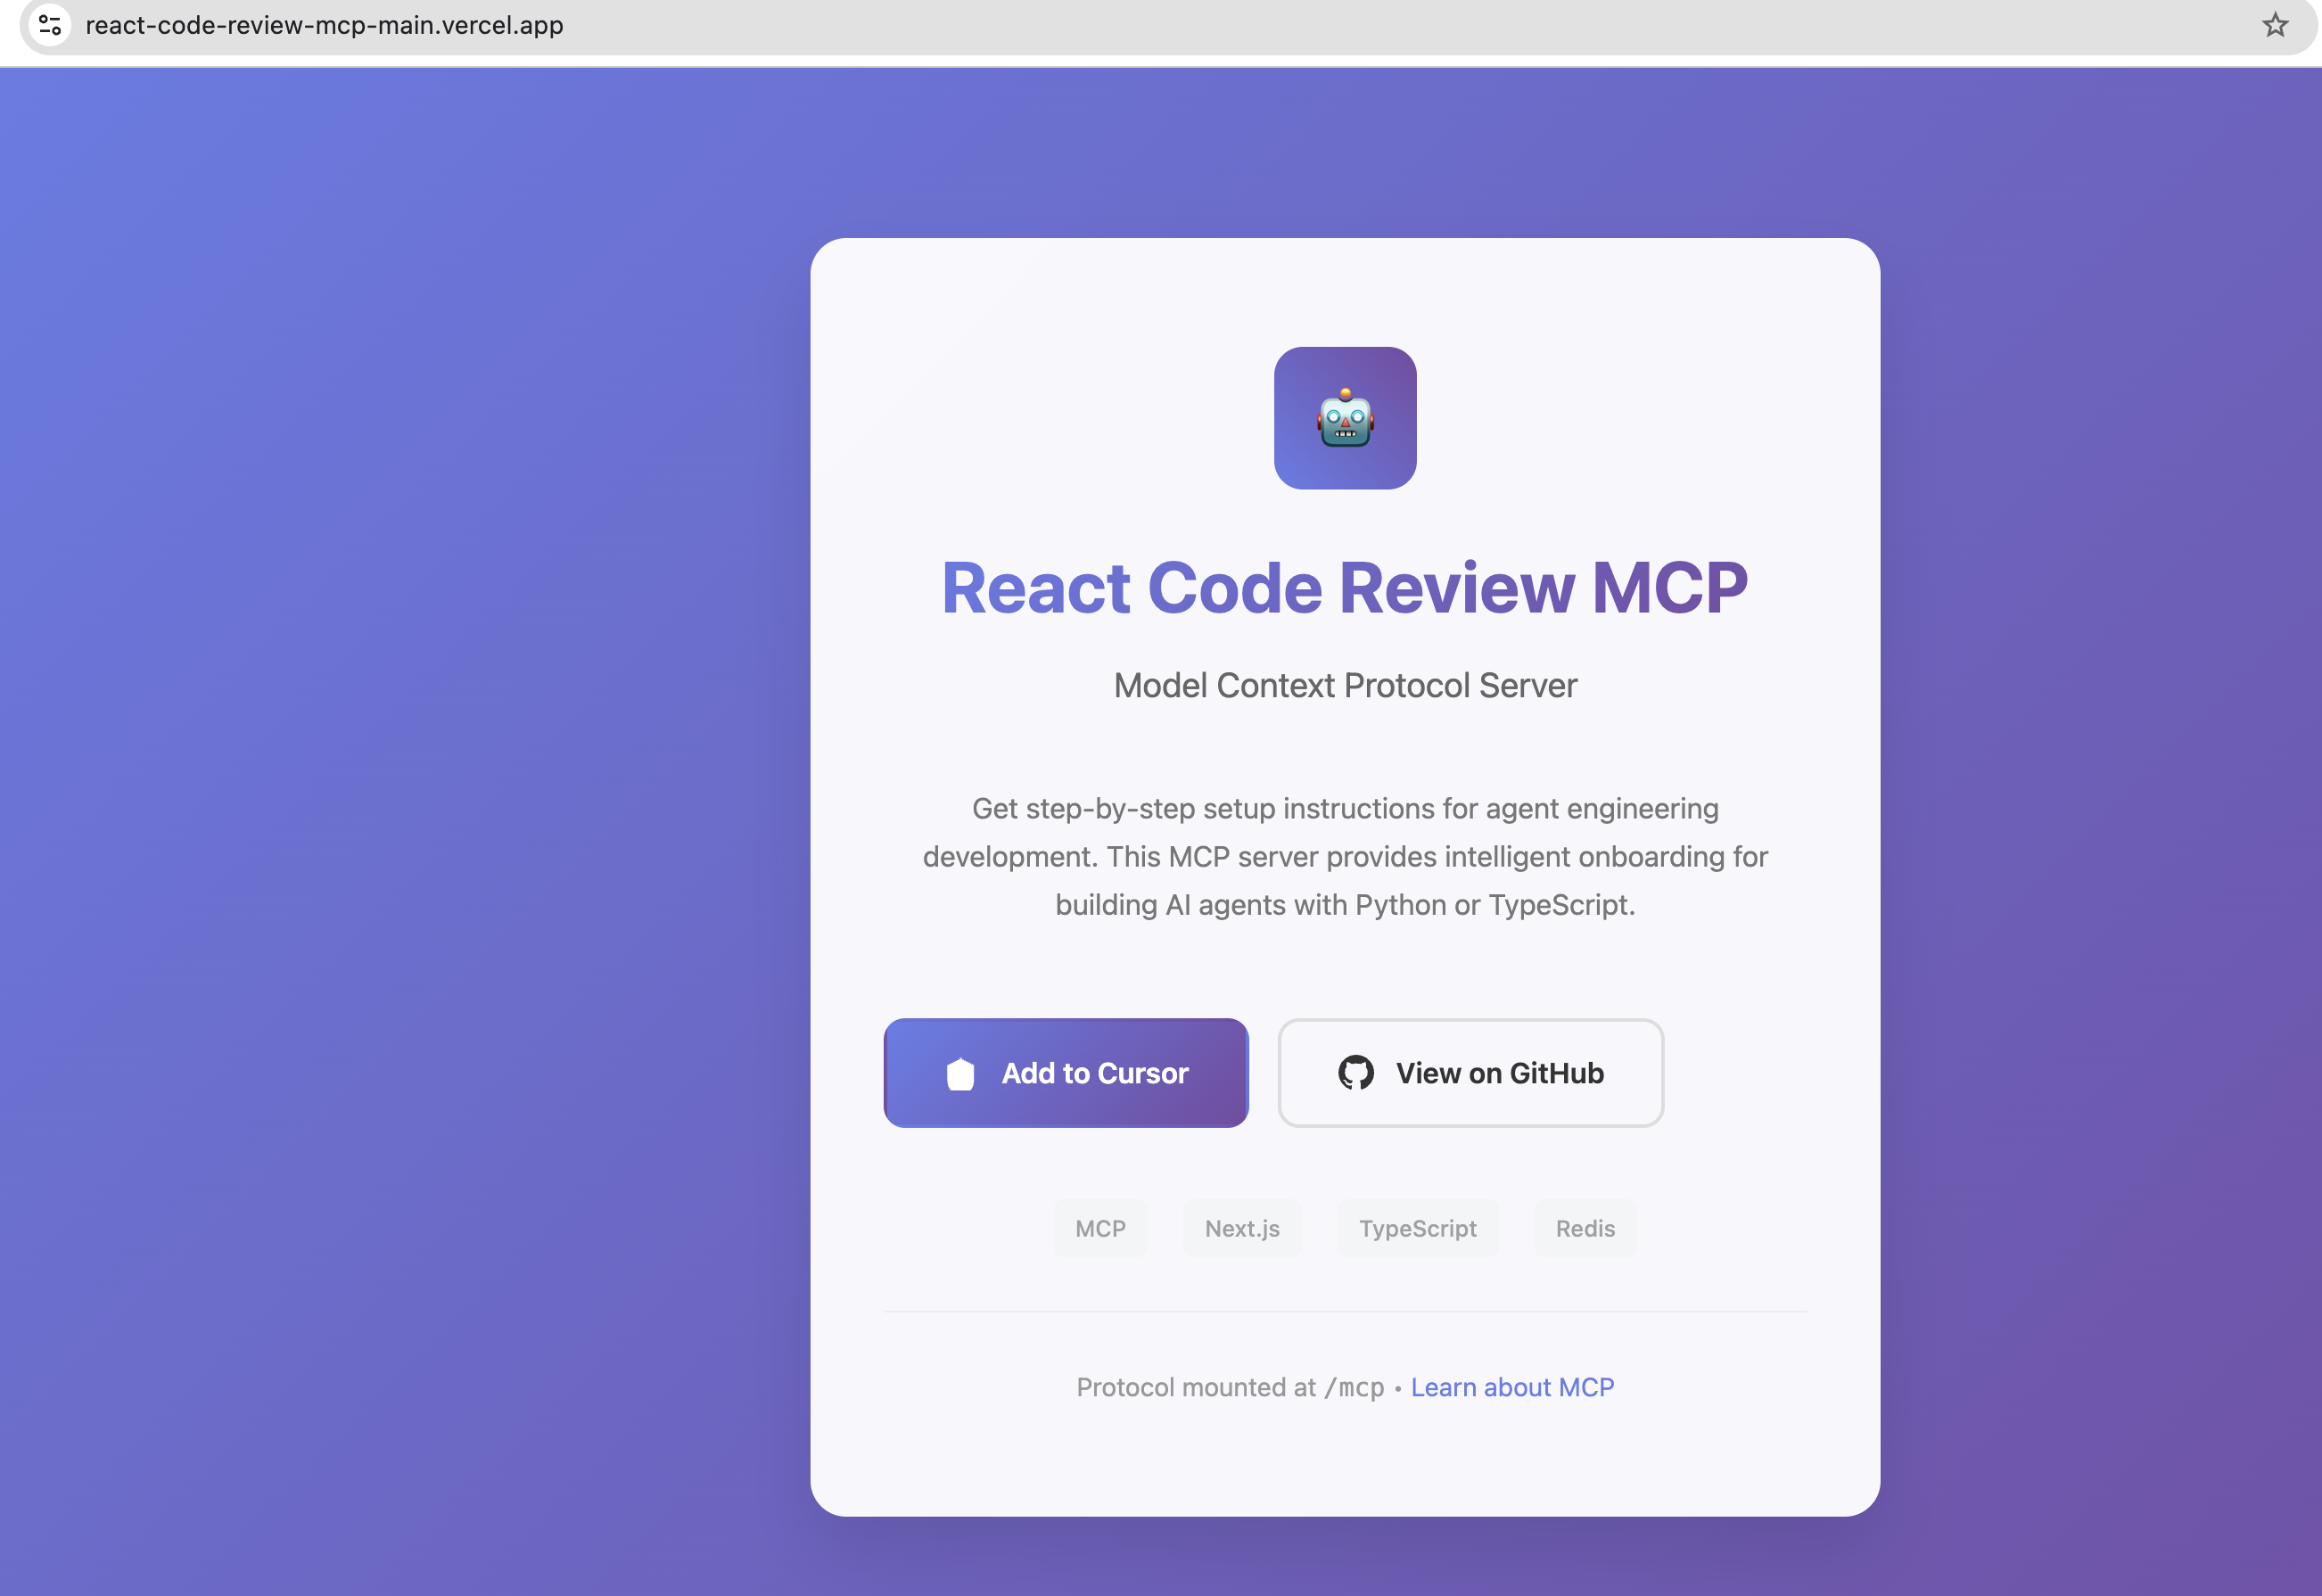 react-code-review-mcp-main.vercel.app
React Code Review MCP
Model Context Protocol Server
Get step-by-step setup instructions for agent engineering
development. This MCP server provides intelligent onboarding for
building AI agents with Python or TypeScript.
Add to Cursor
View on GitHub
MCP
Next.js
TypeScript
Redis
Protocol mounted at /mcp • Learn about MCP